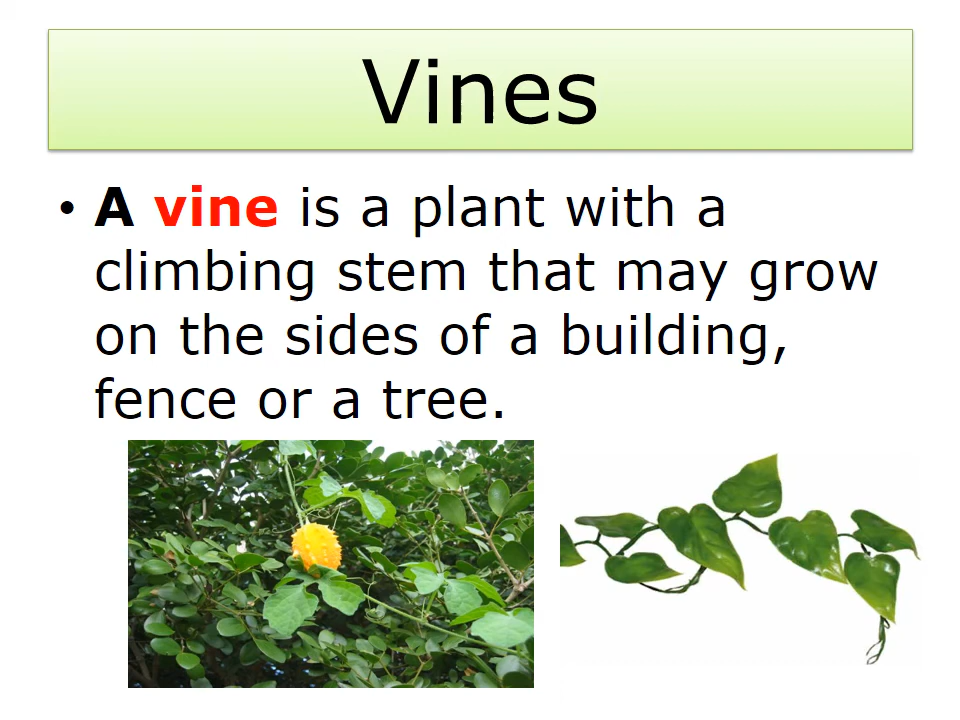 Vines
• A vine is a plant with a
climbing stem that may grow
on the sides of a building,
fence or a tree.